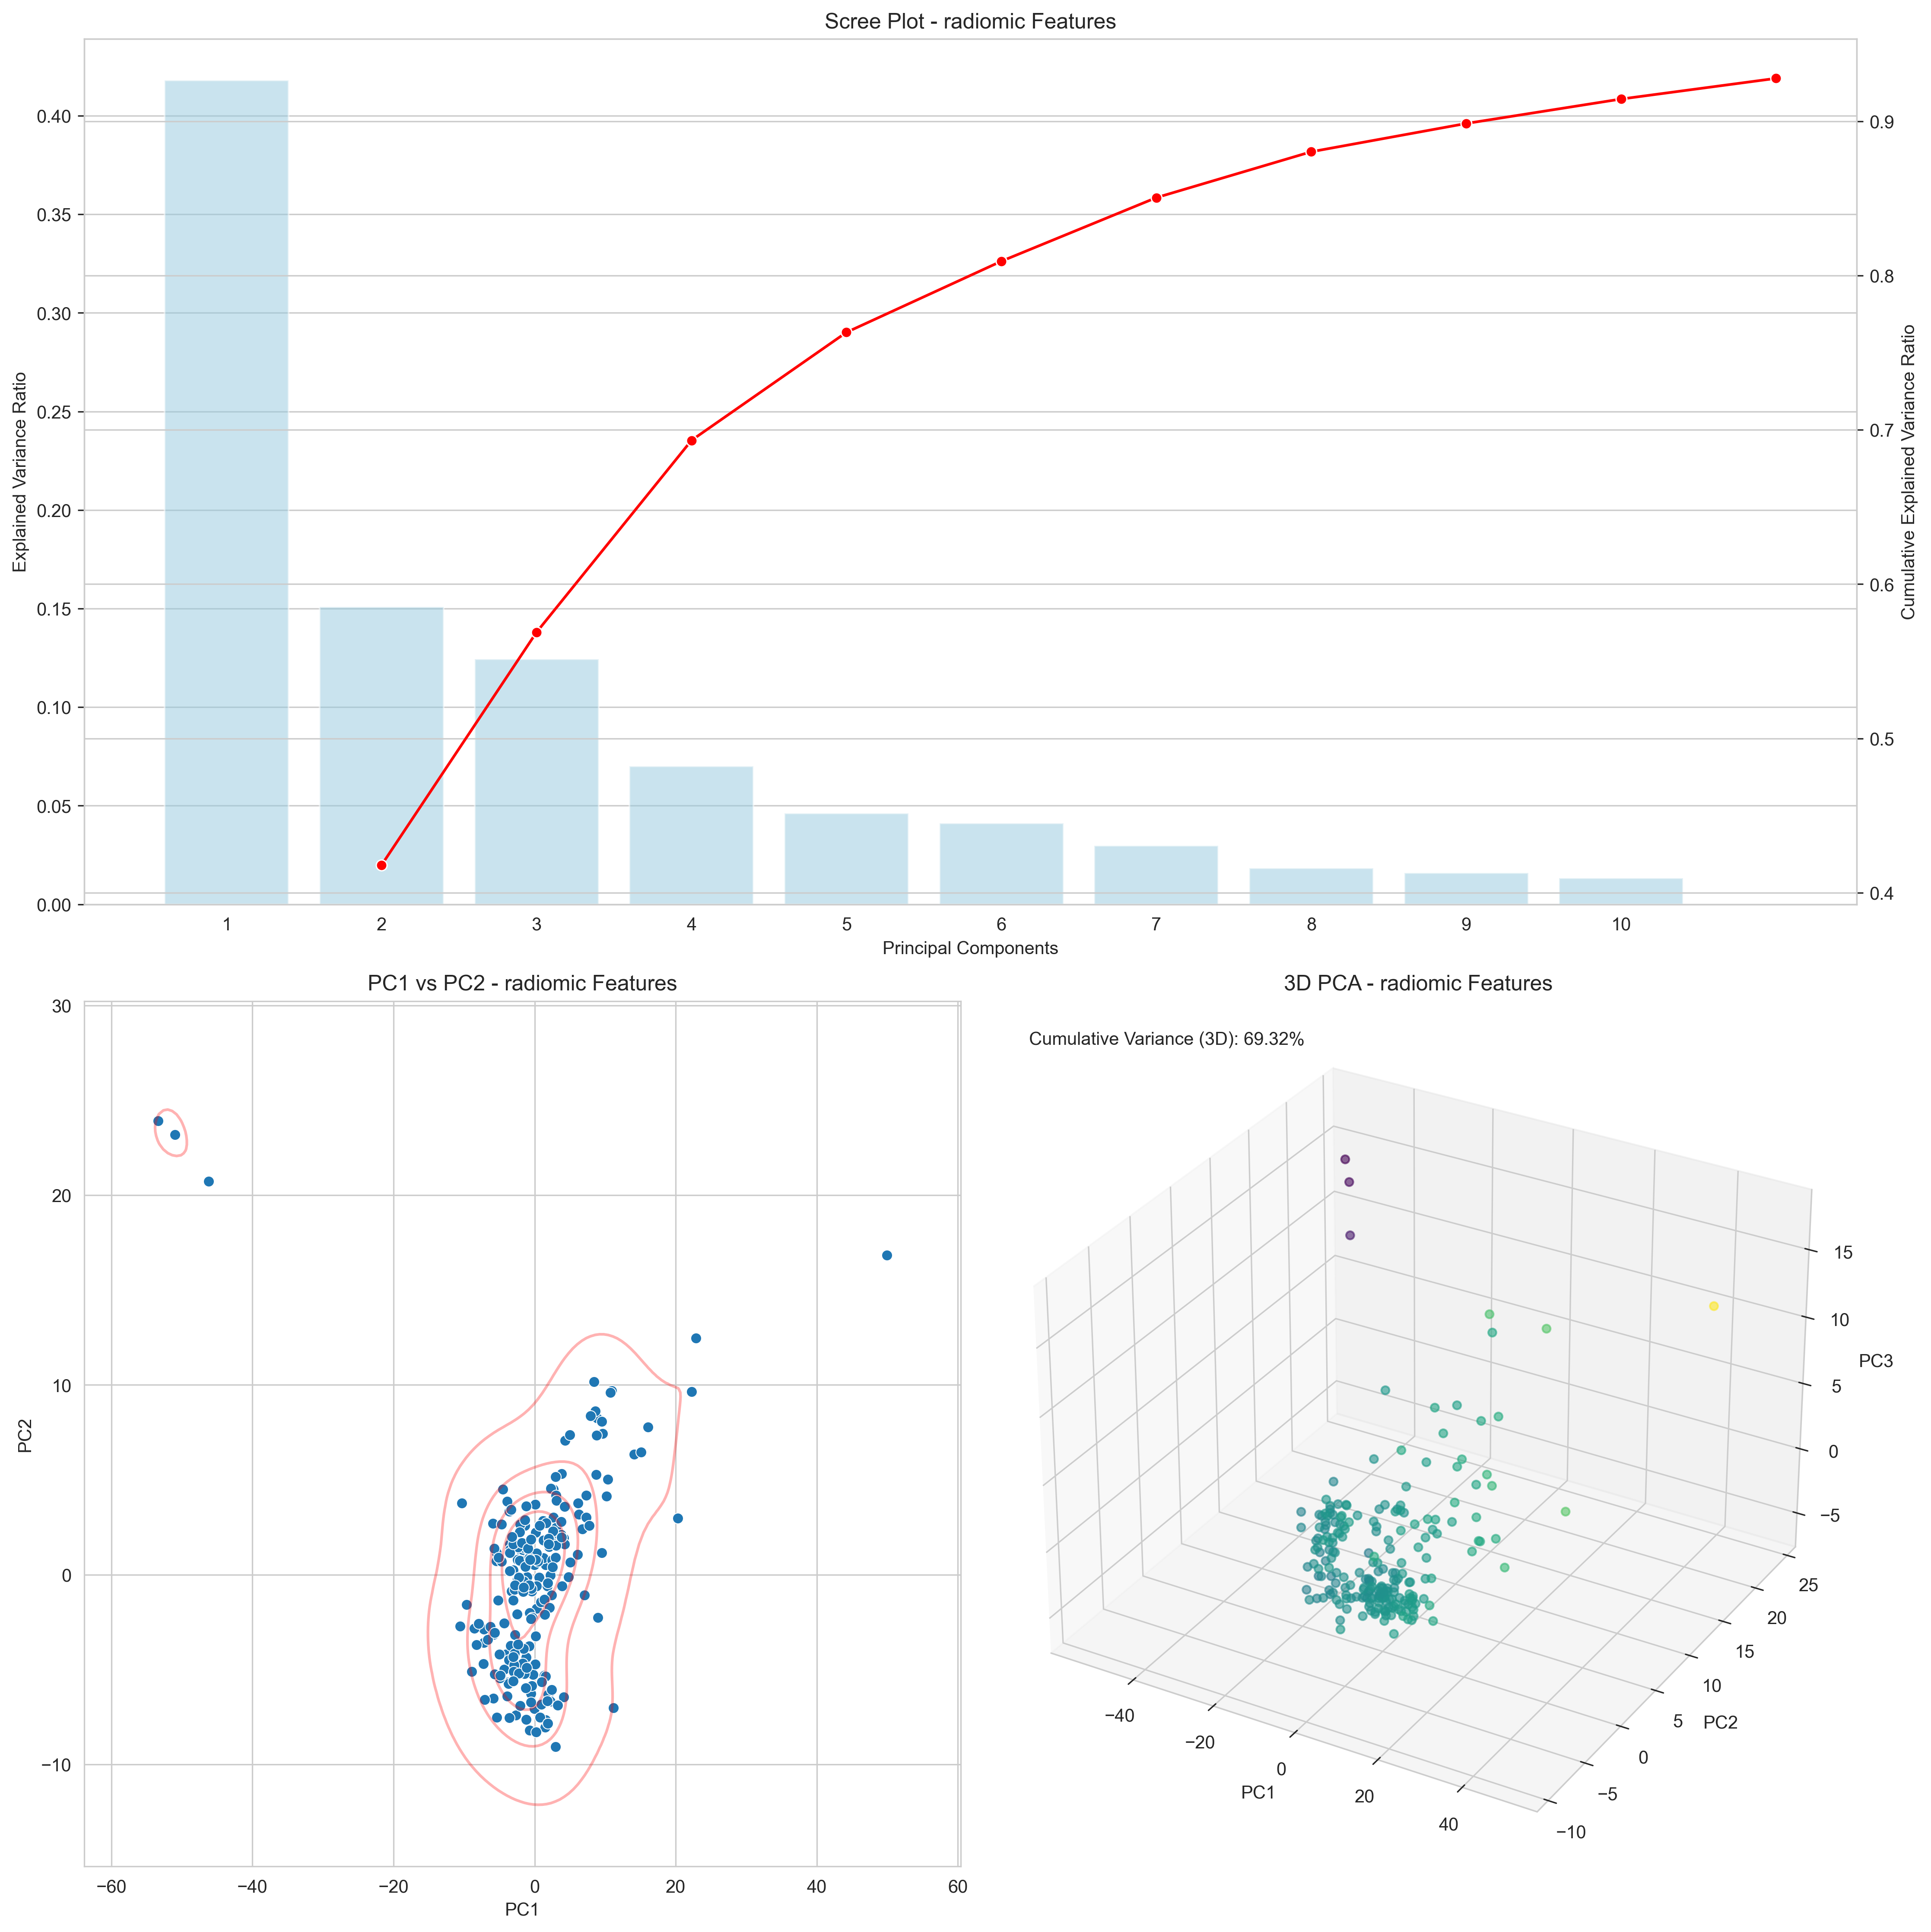 Scree Plot - radiomic Features
Explained Variance Ratio
0.40
0.35
0.30
0.25
0.20
0.15
0.10
0.05
0.00
0.9
0.8
0.7
0.6
0.5
0.4
Cumulative Explained Variance Ratio
1 2 3 4 5 6 7 8 9 10
Principal Components
PC1 vs PC2 - radiomic Features
PC2
30
20
10
0
−10
−60 −40 −20 0 20 40 60
PC1
3D PCA - radiomic Features
Cumulative Variance (3D): 69.32%
15
10
PC3
5
0
−5
25
20
15
10
5
PC2
0
−5
−10
−40
−20
0
20
40
PC1